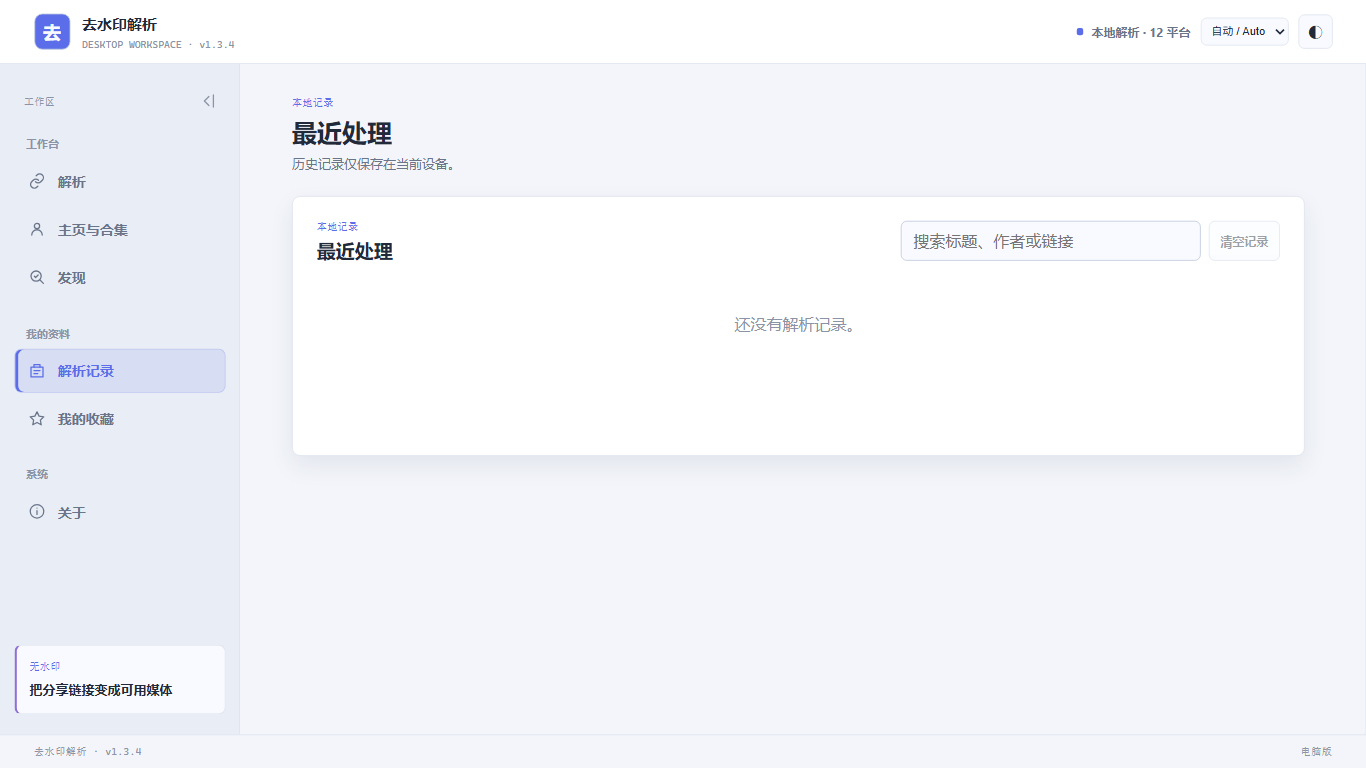 去
去水印解析
DESKTOP WORKSPACE · v1.3.4
本地解析 · 12 平台
自动 / Auto
工作区
工作台
解析
主页与合集
发现
我的资料
解析记录
我的收藏
系统
关于
无水印
把分享链接变成可用媒体
本地记录
最近处理
历史记录仅保存在当前设备。
本地记录
最近处理
搜索标题、作者或链接
清空记录
还没有解析记录。
去水印解析 · v1.3.4
电脑版